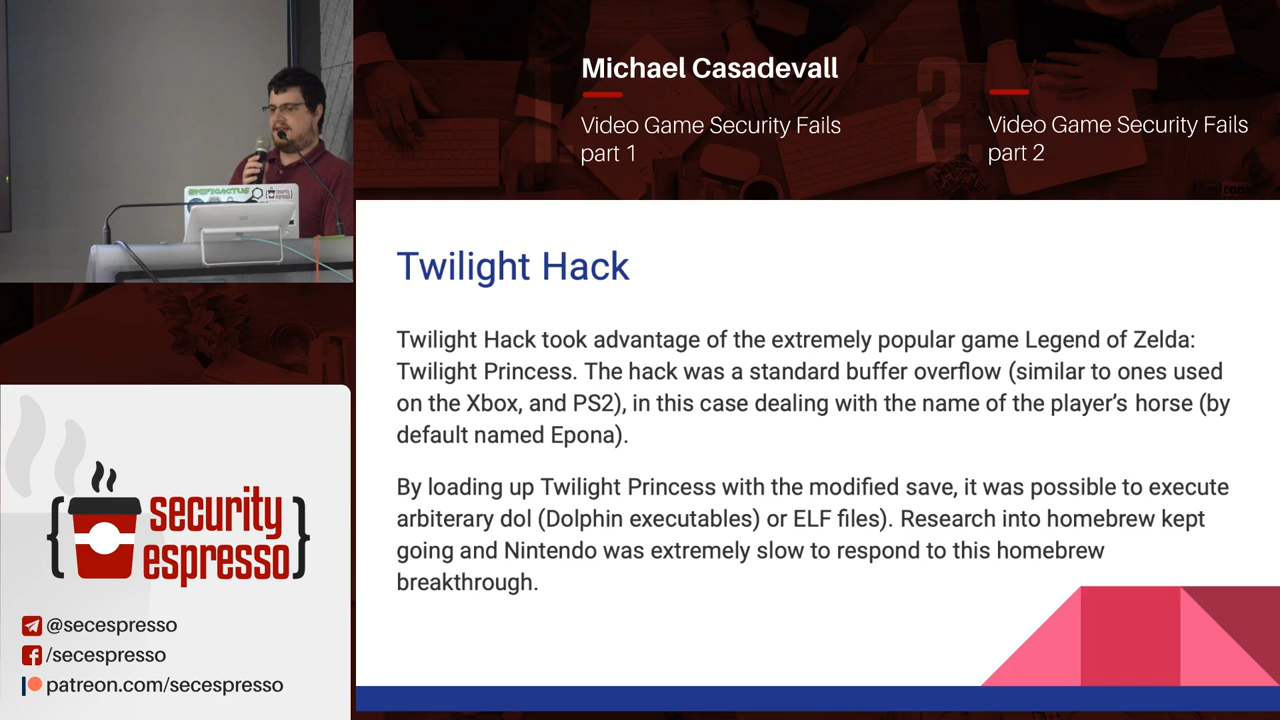 Michael Casadevall
1
Video Game Security Fails
part 1
2
Video Game Security Fails
part 2
Twilight Hack
Twilight Hack took advantage of the extremely popular game Legend of Zelda:
Twilight Princess. The hack was a standard buffer overflow (similar to ones used
on the Xbox, and PS2), in this case dealing with the name of the player’s horse (by
default named Epona).
By loading up Twilight Princess with the modified save, it was possible to execute
arbiterary dol (Dolphin executables) or ELF files). Research into homebrew kept
going and Nintendo was extremely slow to respond to this homebrew
breakthrough.
{ security
espresso }
@secespresso
/secespresso
patreon.com/secespresso